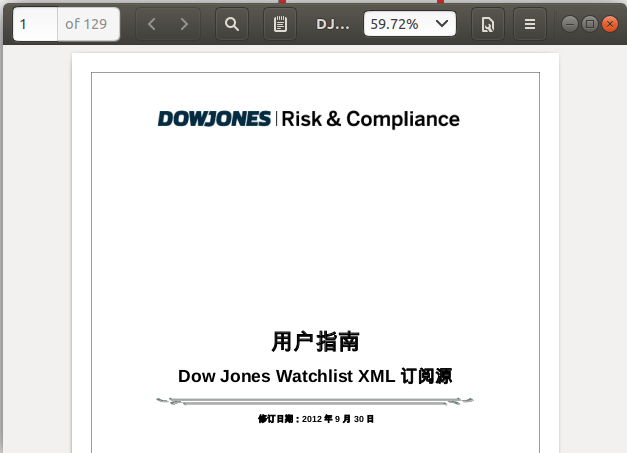 1 of 129 DJ... 59.72%
DOWJONES | Risk & Compliance
用户指南
Dow Jones Watchlist XML 订阅源
修订日期：2012 年 9 月 30 日